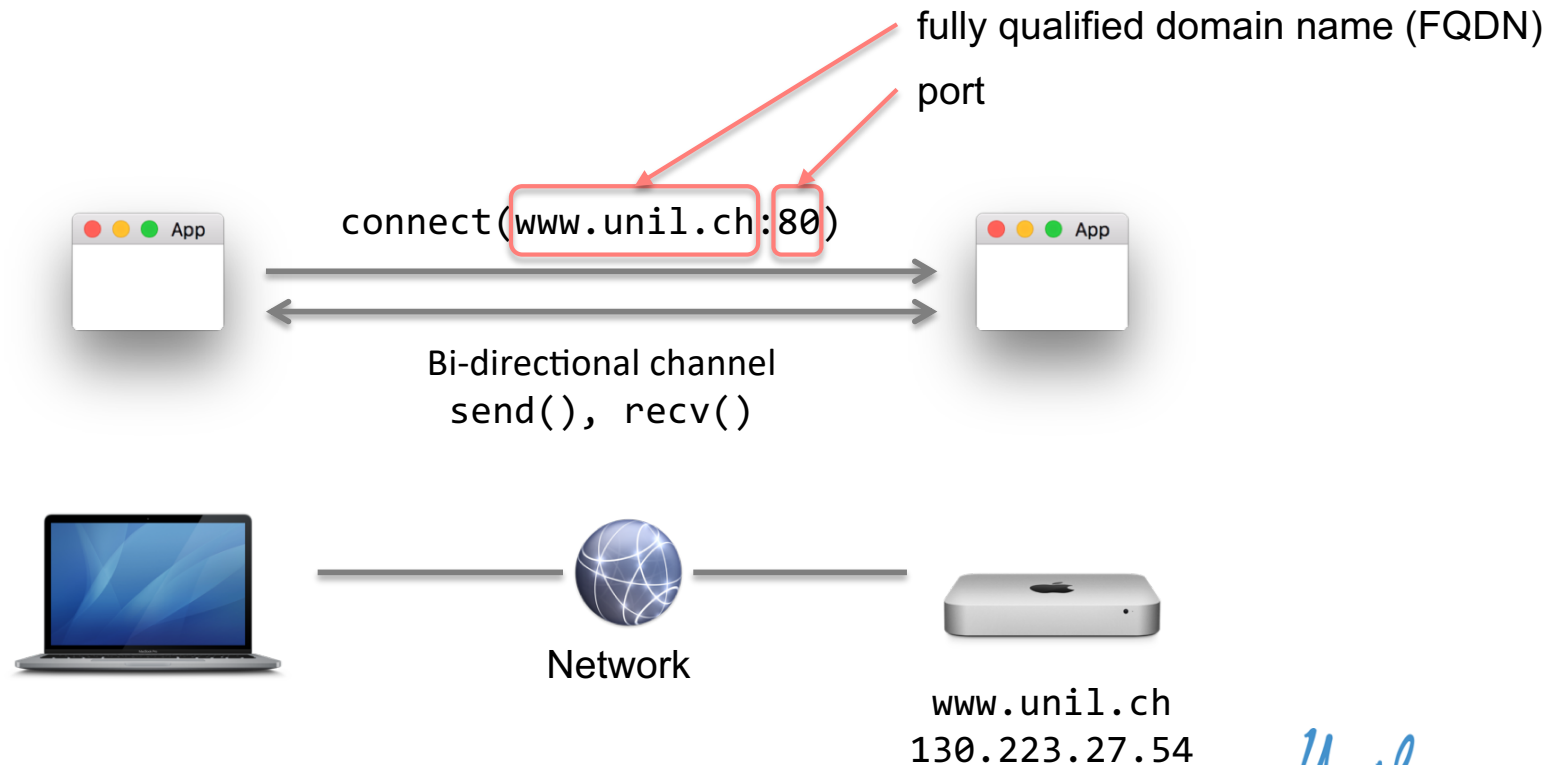 fully qualified domain name (FQDN)
port
connect(www.unil.ch:80)
App
App
Bi-directional channel
send(), recv()
Network
www.unil.ch
130.223.27.54